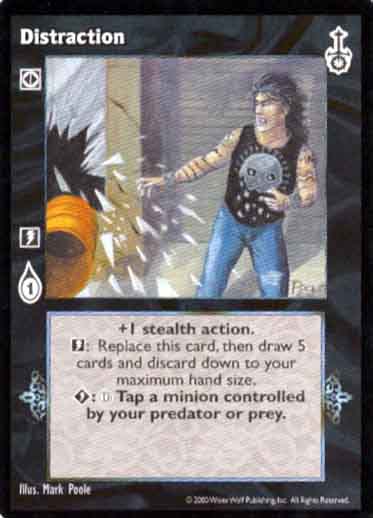 Distraction
1
+1 stealth action.
: Replace this card, then draw 5
cards and discard down to your
maximum hand size.
: Tap a minion controlled
by your predator or prey.
Illus. Mark Poole
© 2000 White Wolf Publishing, Inc. All Rights Reserved.